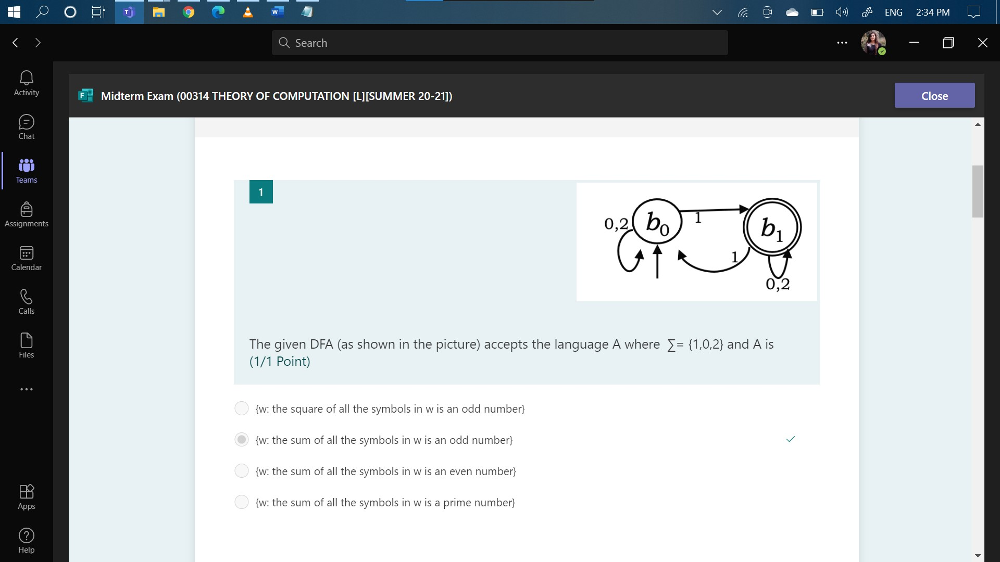 ENG 2:34 PM
Search
Activity
Chat
Teams
Assignments
Calendar
Calls
Files
Apps
Help
Midterm Exam (00314 THEORY OF COMPUTATION [L][SUMMER 20-21])
Close
1
0,2
b0
1
b1
1
0,2
The given DFA (as shown in the picture) accepts the language A where ∑= {1,0,2} and A is
(1/1 Point)
{w: the square of all the symbols in w is an odd number}
{w: the sum of all the symbols in w is an odd number}
{w: the sum of all the symbols in w is an even number}
{w: the sum of all the symbols in w is a prime number}